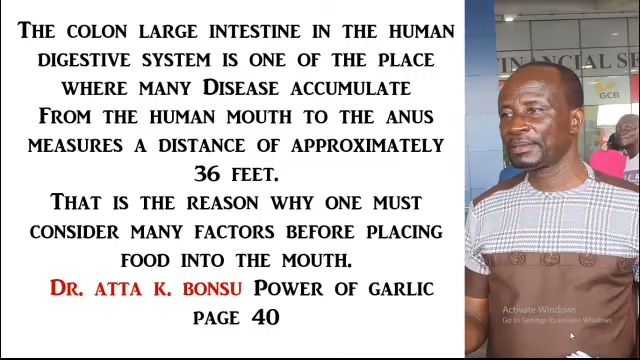 The colon large intestine in the human
digestive system is one of the place
where many Disease accumulate
From the human mouth to the anus
measures a distance of approximately
36 feet.
That is the reason why one must
consider many factors before placing
food into the mouth.
Dr. Atta K. Bonsu Power of garlic
page 40
FINANCIAL SE
GCB
Activate Windows
Go to Settings to activate Windows.